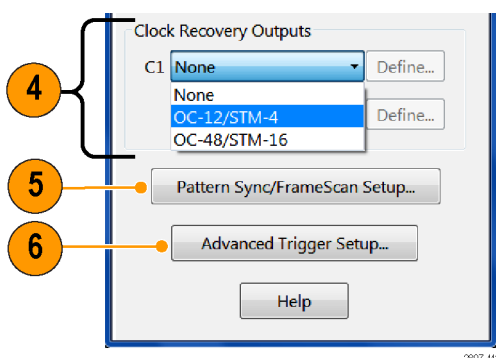 Clock Recovery Outputs
C1 None Define...
None
OC-12/STM-4 Define...
OC-48/STM-16
4
5 Pattern Sync/FrameScan Setup...
6 Advanced Trigger Setup...
Help